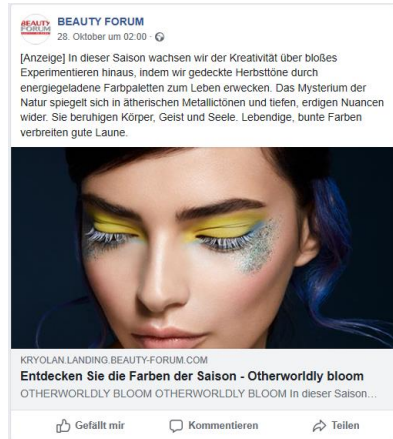 BEAUTY FORUM
BEAUTY FORUM
28. Oktober um 02:00 ·
[Anzeige] In dieser Saison wachsen wir der Kreativität über bloßes
Experimentieren hinaus, indem wir gedeckte Herbsttöne durch
energiegeladene Farbpaletten zum Leben erwecken. Das Mysterium der
Natur spiegelt sich in ätherischen Metallictönen und tiefen, erdigen Nuancen
wider. Sie beruhigen Körper, Geist und Seele. Lebendige, bunte Farben
verbreiten gute Laune.
KRYOLAN.LANDING.BEAUTY-FORUM.COM
Entdecken Sie die Farben der Saison - Otherworldly bloom
OTHERWORLDLY BLOOM OTHERWORLDLY BLOOM In dieser Saison...
Gefällt mir Kommentieren Teilen